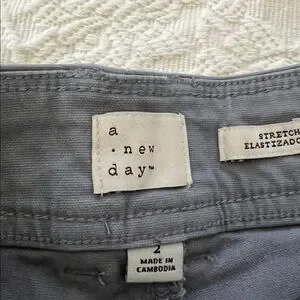 a
• new
day™
STRETCH
ELASTIZADO
2
MADE IN
CAMBODIA